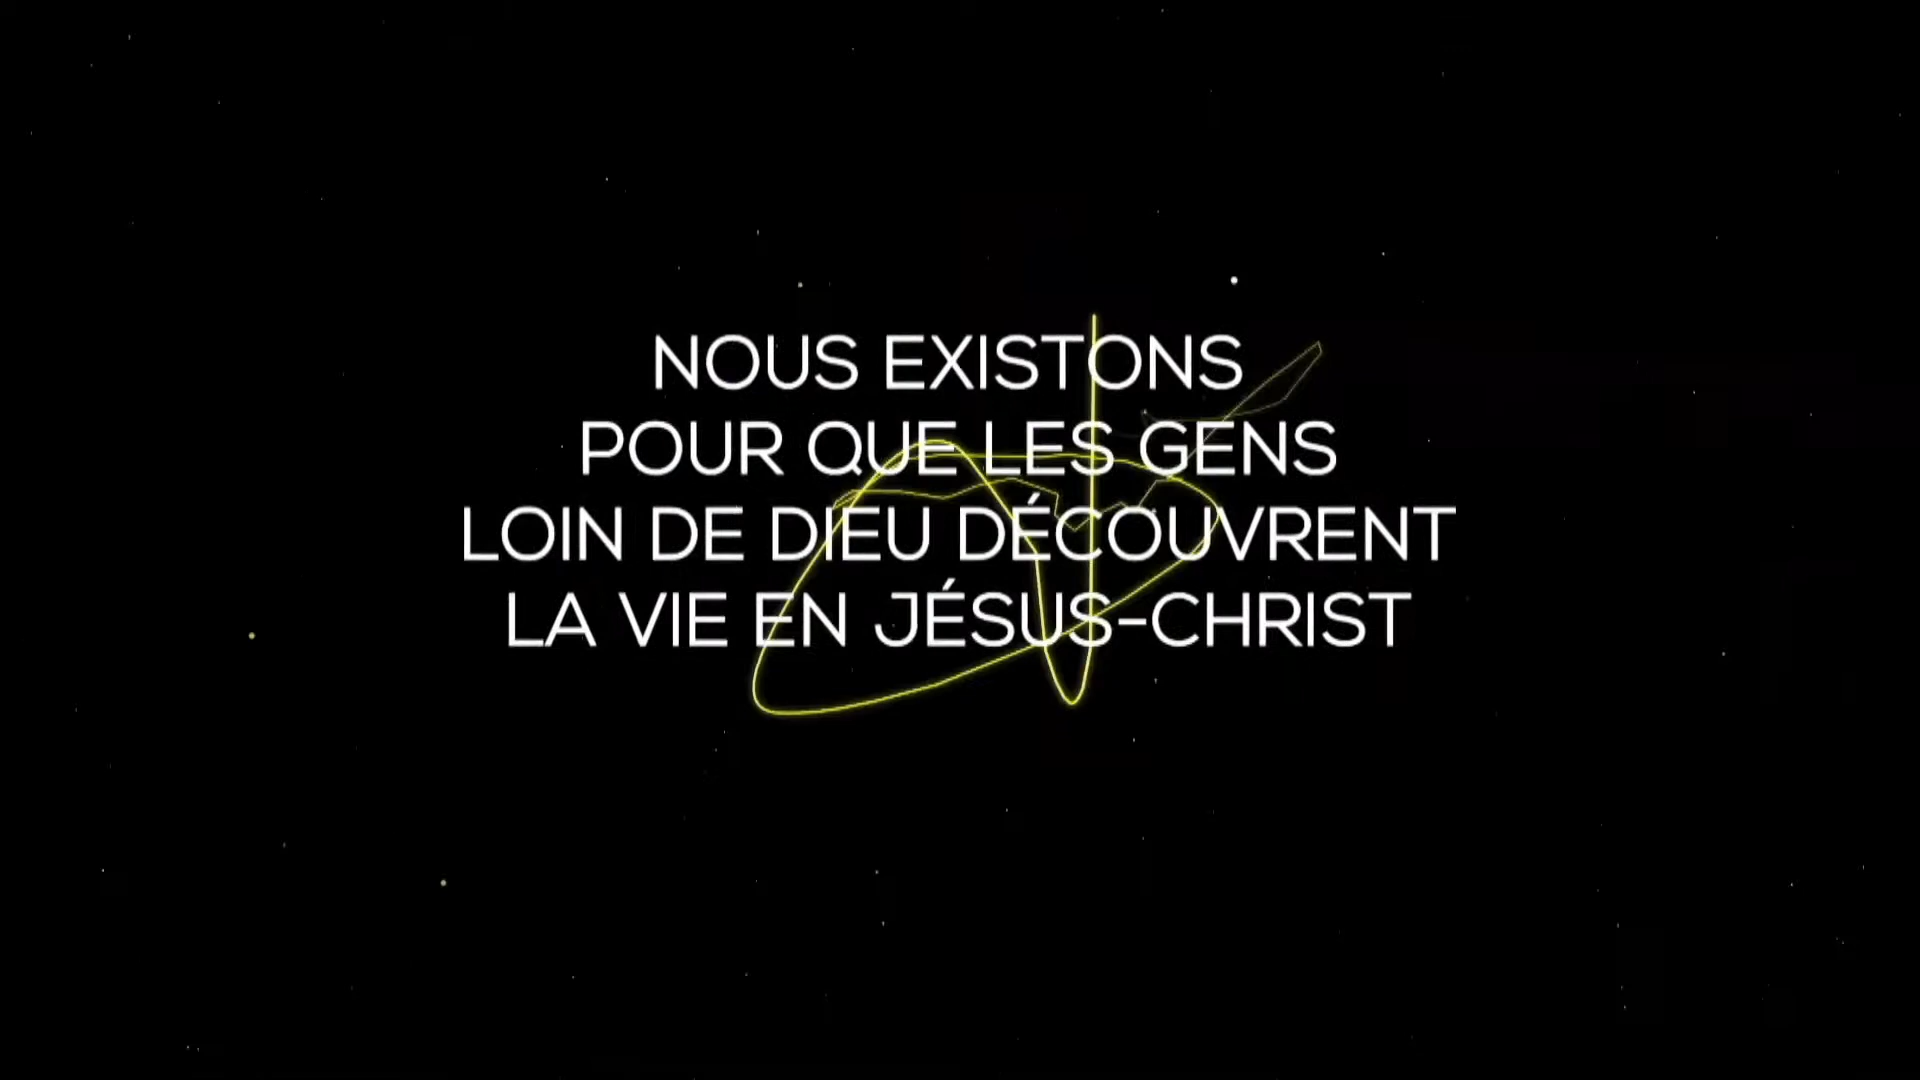 NOUS EXISTONS
POUR QUE LES GENS
LOIN DE DIEU DÉCOUVRENT
LA VIE EN JÉSUS-CHRIST